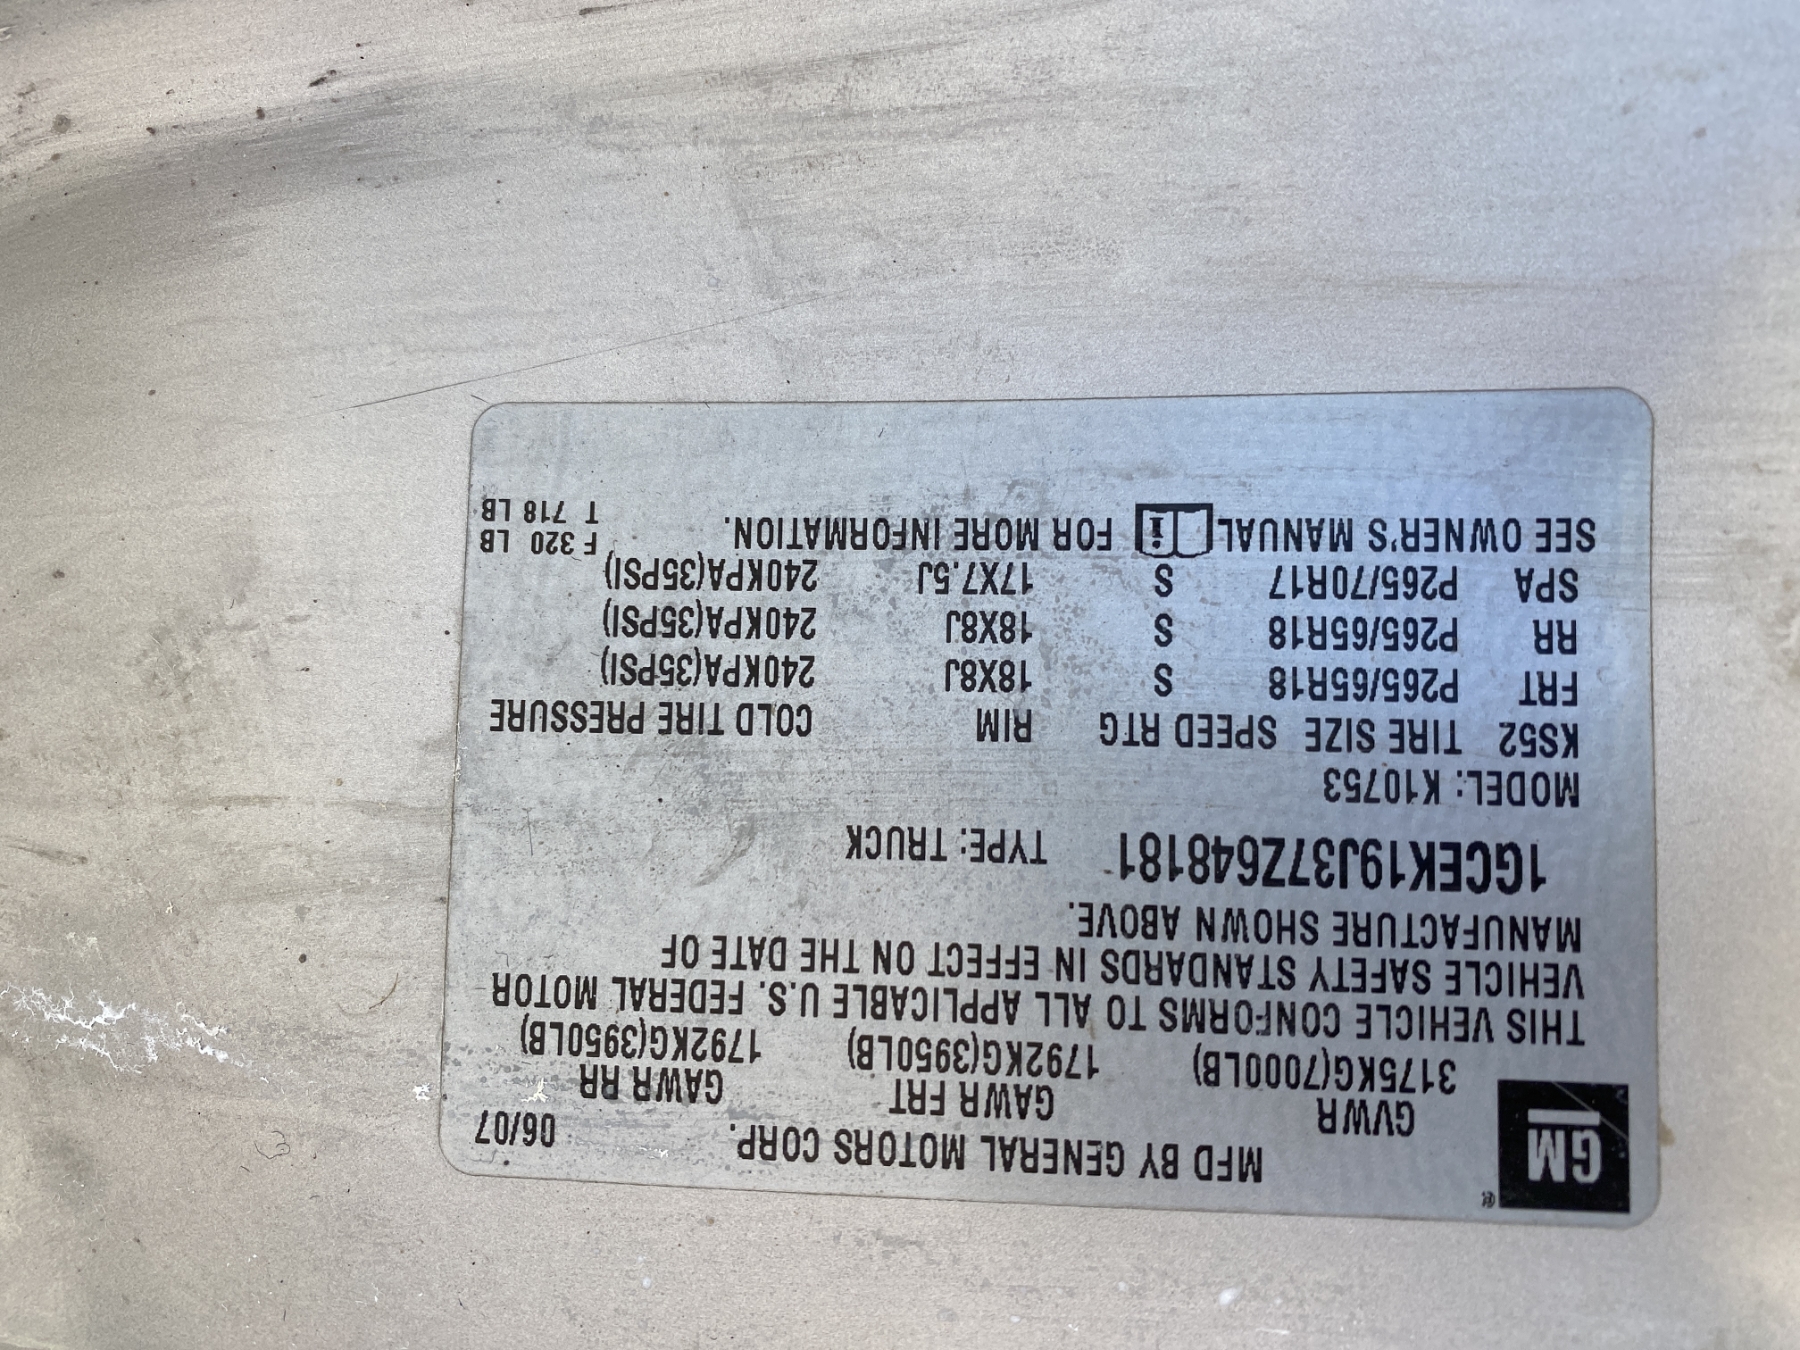 GM ®
MFD BY GENERAL MOTORS CORP. 06/07
GVWR GAWR FRT GAWR RR
3175KG(7000LB) 1792KG(3950LB) 1792KG(3950LB)
THIS VEHICLE CONFORMS TO ALL APPLICABLE U.S. FEDERAL MOTOR
VEHICLE SAFETY STANDARDS IN EFFECT ON THE DATE OF
MANUFACTURE SHOWN ABOVE.
1GCEK19J37Z648181 TYPE: TRUCK
MODEL: K10753
KS52 TIRE SIZE SPEED RTG RIM COLD TIRE PRESSURE
FRT P265/65R18 S 18X8J 240KPA(35PSI)
RR P265/65R18 S 18X8J 240KPA(35PSI)
SPA P265/70R17 S 17X7.5J 240KPA(35PSI)
SEE OWNER'S MANUAL i FOR MORE INFORMATION.
F 320 LB
T 718 LB